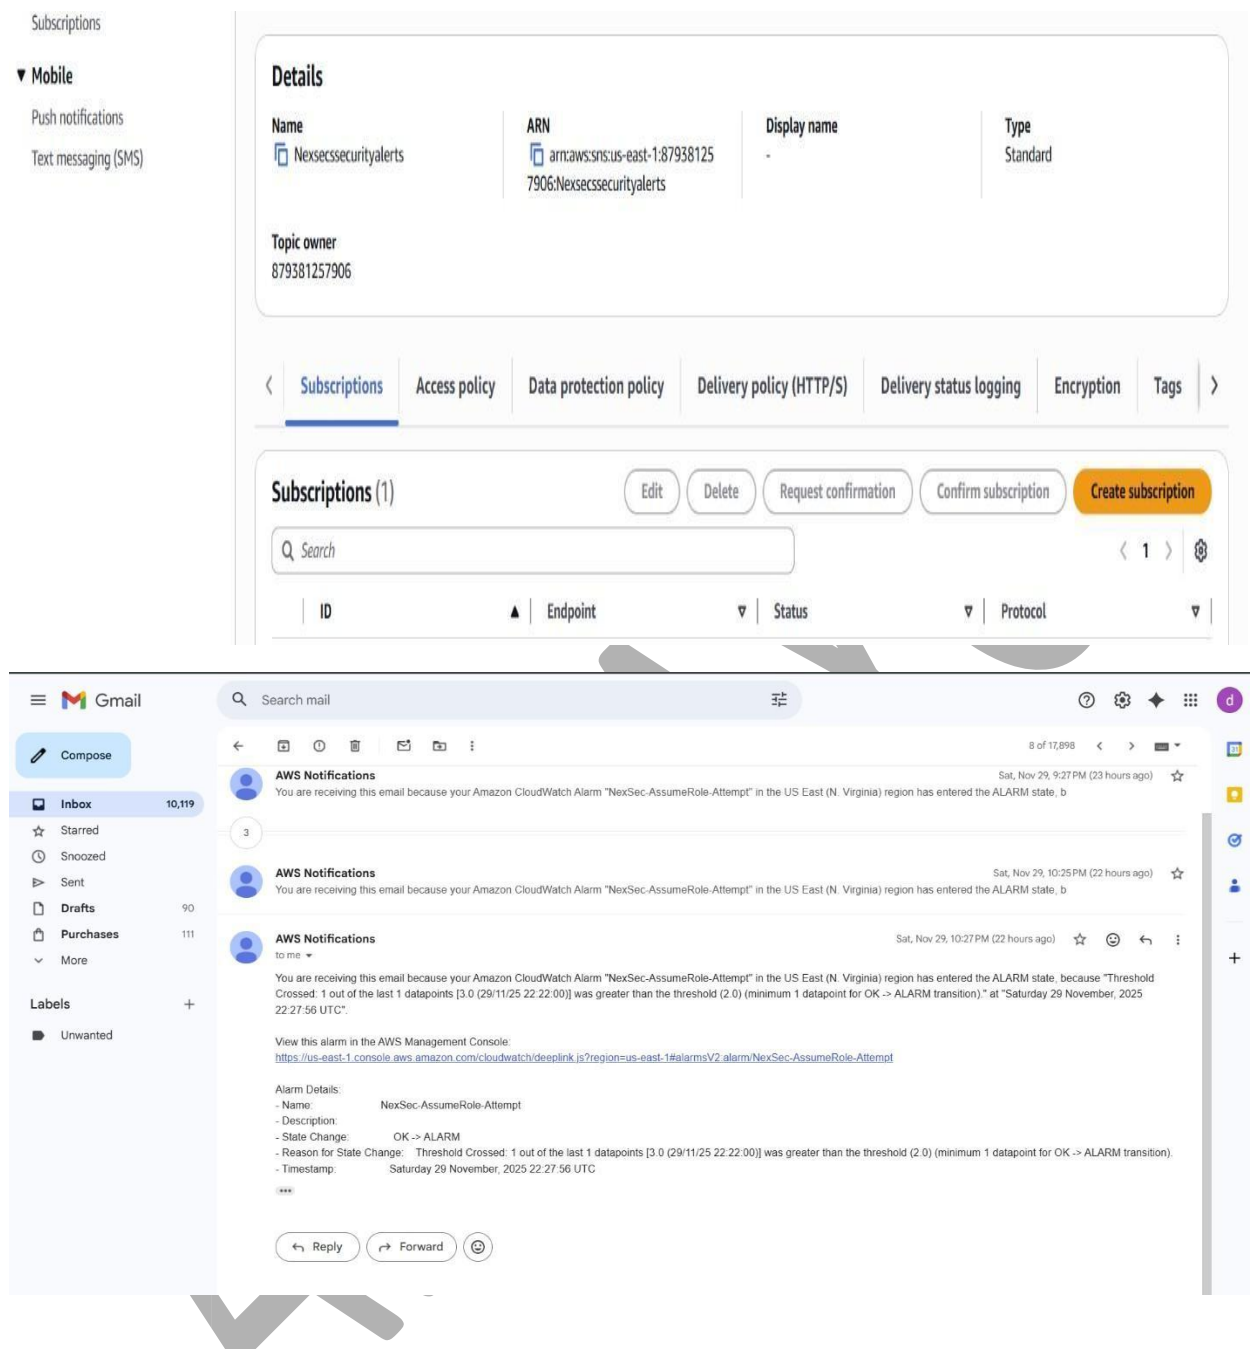 Subscriptions
Mobile
Push notifications
Text messaging (SMS)
Details
Name
Nexsecssecurityalerts
ARN
arn:aws:sns:us-east-1:87938125
7906:Nexsecssecurityalerts
Display name
-
Type
Standard
Topic owner
879381257906
Subscriptions
Access policy
Data protection policy
Delivery policy (HTTP/S)
Delivery status logging
Encryption
Tags
Subscriptions (1)
Edit
Delete
Request confirmation
Confirm subscription
Create subscription
Search
1
ID
Endpoint
Status
Protocol
Gmail
Search mail
d
Compose
8 of 17,898
31
Inbox 10,119
Starred
Snoozed
Sent
Drafts 90
Purchases 111
More
Labels
Unwanted
AWS Notifications Sat, Nov 29, 9:27 PM (23 hours ago)
You are receiving this email because your Amazon CloudWatch Alarm "NexSec-AssumeRole-Attempt" in the US East (N. Virginia) region has entered the ALARM state, b
3
AWS Notifications Sat, Nov 29, 10:25 PM (22 hours ago)
You are receiving this email because your Amazon CloudWatch Alarm "NexSec-AssumeRole-Attempt" in the US East (N. Virginia) region has entered the ALARM state, b
AWS Notifications Sat, Nov 29, 10:27 PM (22 hours ago)
to me
You are receiving this email because your Amazon CloudWatch Alarm "NexSec-AssumeRole-Attempt" in the US East (N. Virginia) region has entered the ALARM state, because "Threshold
Crossed: 1 out of the last 1 datapoints [3.0 (29/11/25 22:22:00)] was greater than the threshold (2.0) (minimum 1 datapoint for OK -> ALARM transition)." at "Saturday 29 November, 2025
22:27:56 UTC".
View this alarm in the AWS Management Console:
https://us-east-1.console.aws.amazon.com/cloudwatch/deeplink.js?region=us-east-1#alarmsV2:alarm/NexSec-AssumeRole-Attempt
Alarm Details:
- Name: NexSec-AssumeRole-Attempt
- Description:
- State Change: OK -> ALARM
- Reason for State Change: Threshold Crossed: 1 out of the last 1 datapoints [3.0 (29/11/25 22:22:00)] was greater than the threshold (2.0) (minimum 1 datapoint for OK -> ALARM transition).
- Timestamp: Saturday 29 November, 2025 22:27:56 UTC
Reply
Forward